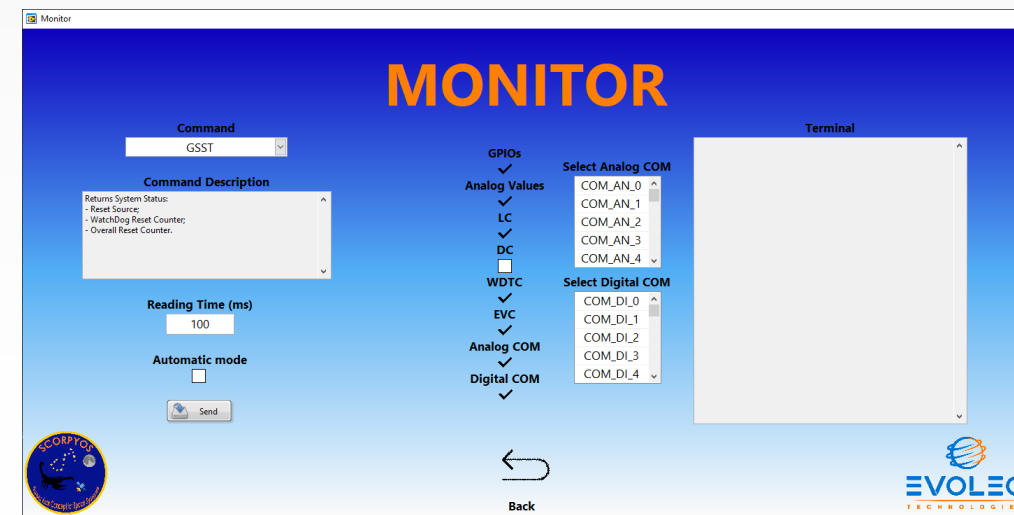 Monitor
MONITOR
Command
GSST
Command Description
Returns System Status:
- Reset Source;
- WatchDog Reset Counter;
- Overall Reset Counter.
Reading Time (ms)
100
Automatic mode
Send
GPIOs
Analog Values
LC
DC
WDTC
EVC
Analog COM
Digital COM
Select Analog COM
COM_AN_0
COM_AN_1
COM_AN_2
COM_AN_3
COM_AN_4
Select Digital COM
COM_DI_0
COM_DI_1
COM_DI_2
COM_DI_3
COM_DI_4
Terminal
SCORPYOS
Back
EVOLEO
TECHNOLOGIE